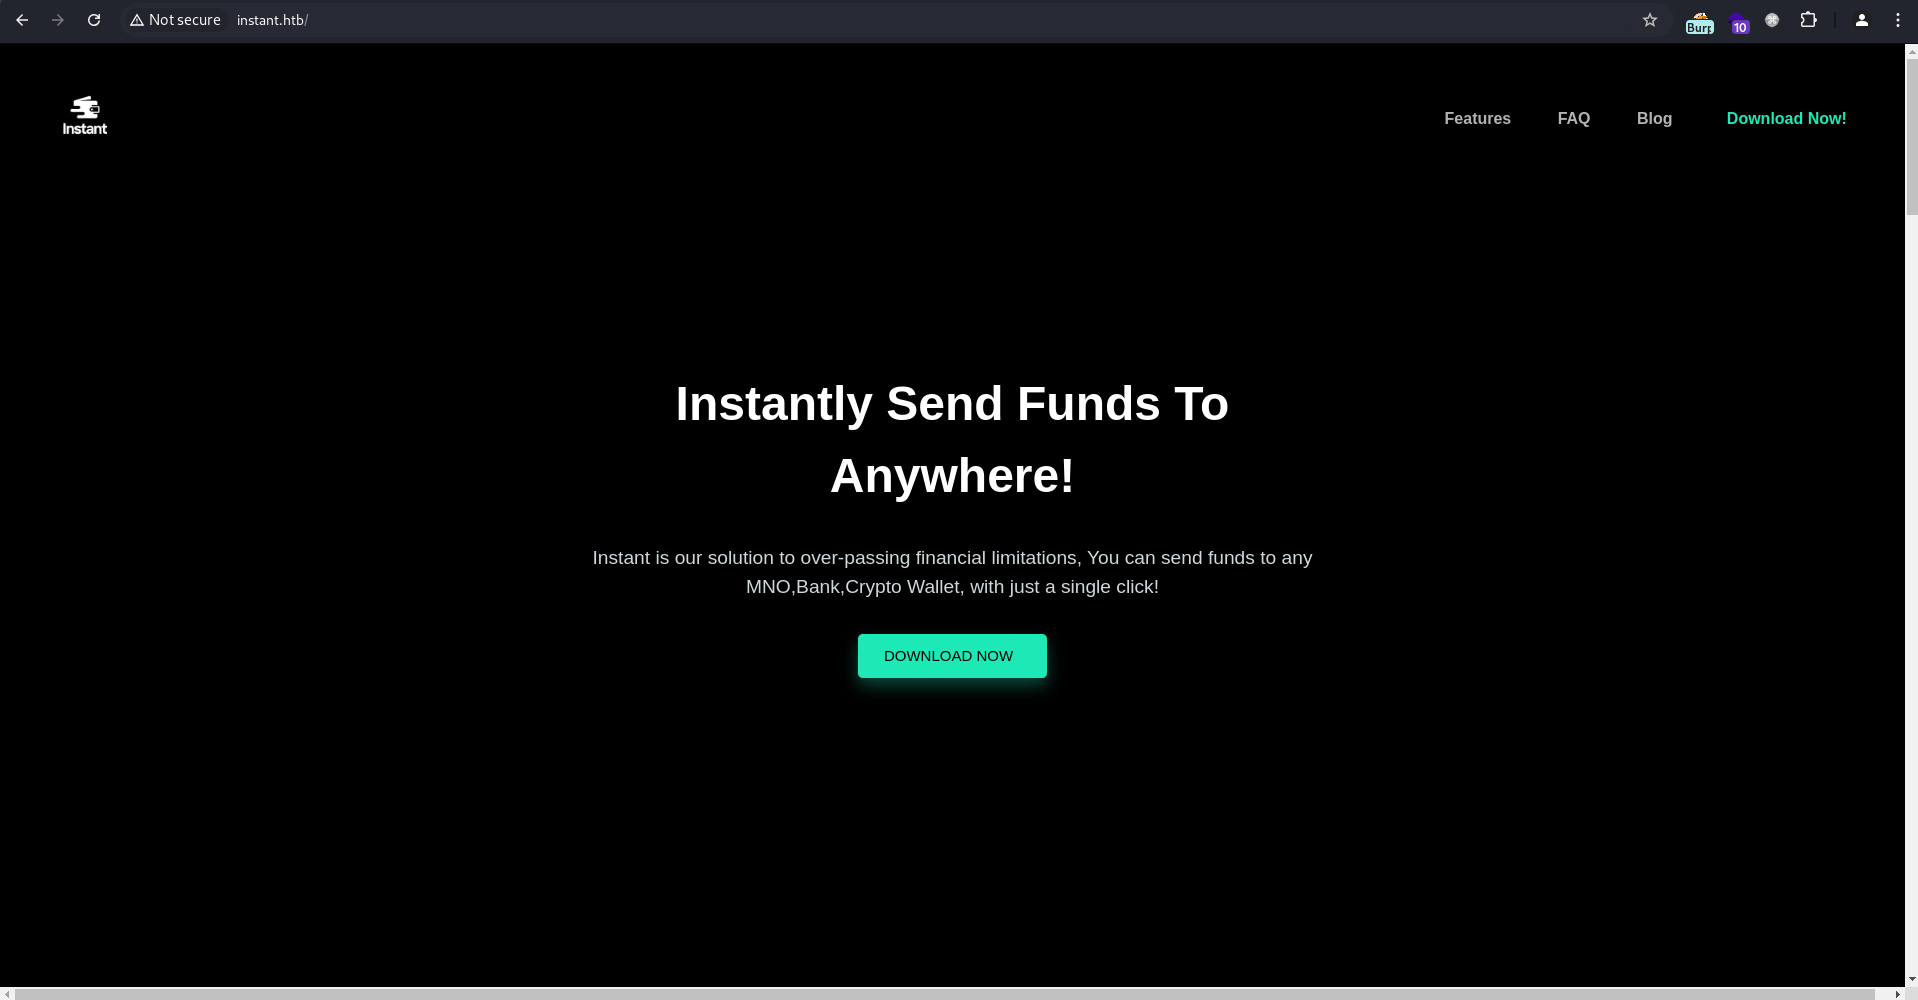 Not secure instant.htb/
Burp
10
Instant
Features FAQ Blog Download Now!
Instantly Send Funds To
Anywhere!
Instant is our solution to over-passing financial limitations, You can send funds to any
MNO,Bank,Crypto Wallet, with just a single click!
DOWNLOAD NOW